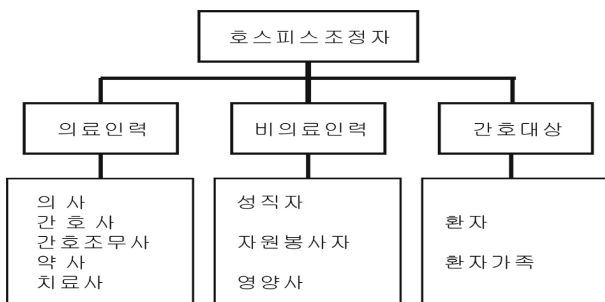 호스피스조정자
의료인력
비의료인력
간호대상
의 사
간 호 사
간호조무사
약 사
치료사
성직자
자원봉사자
영양사
환자
환자가족